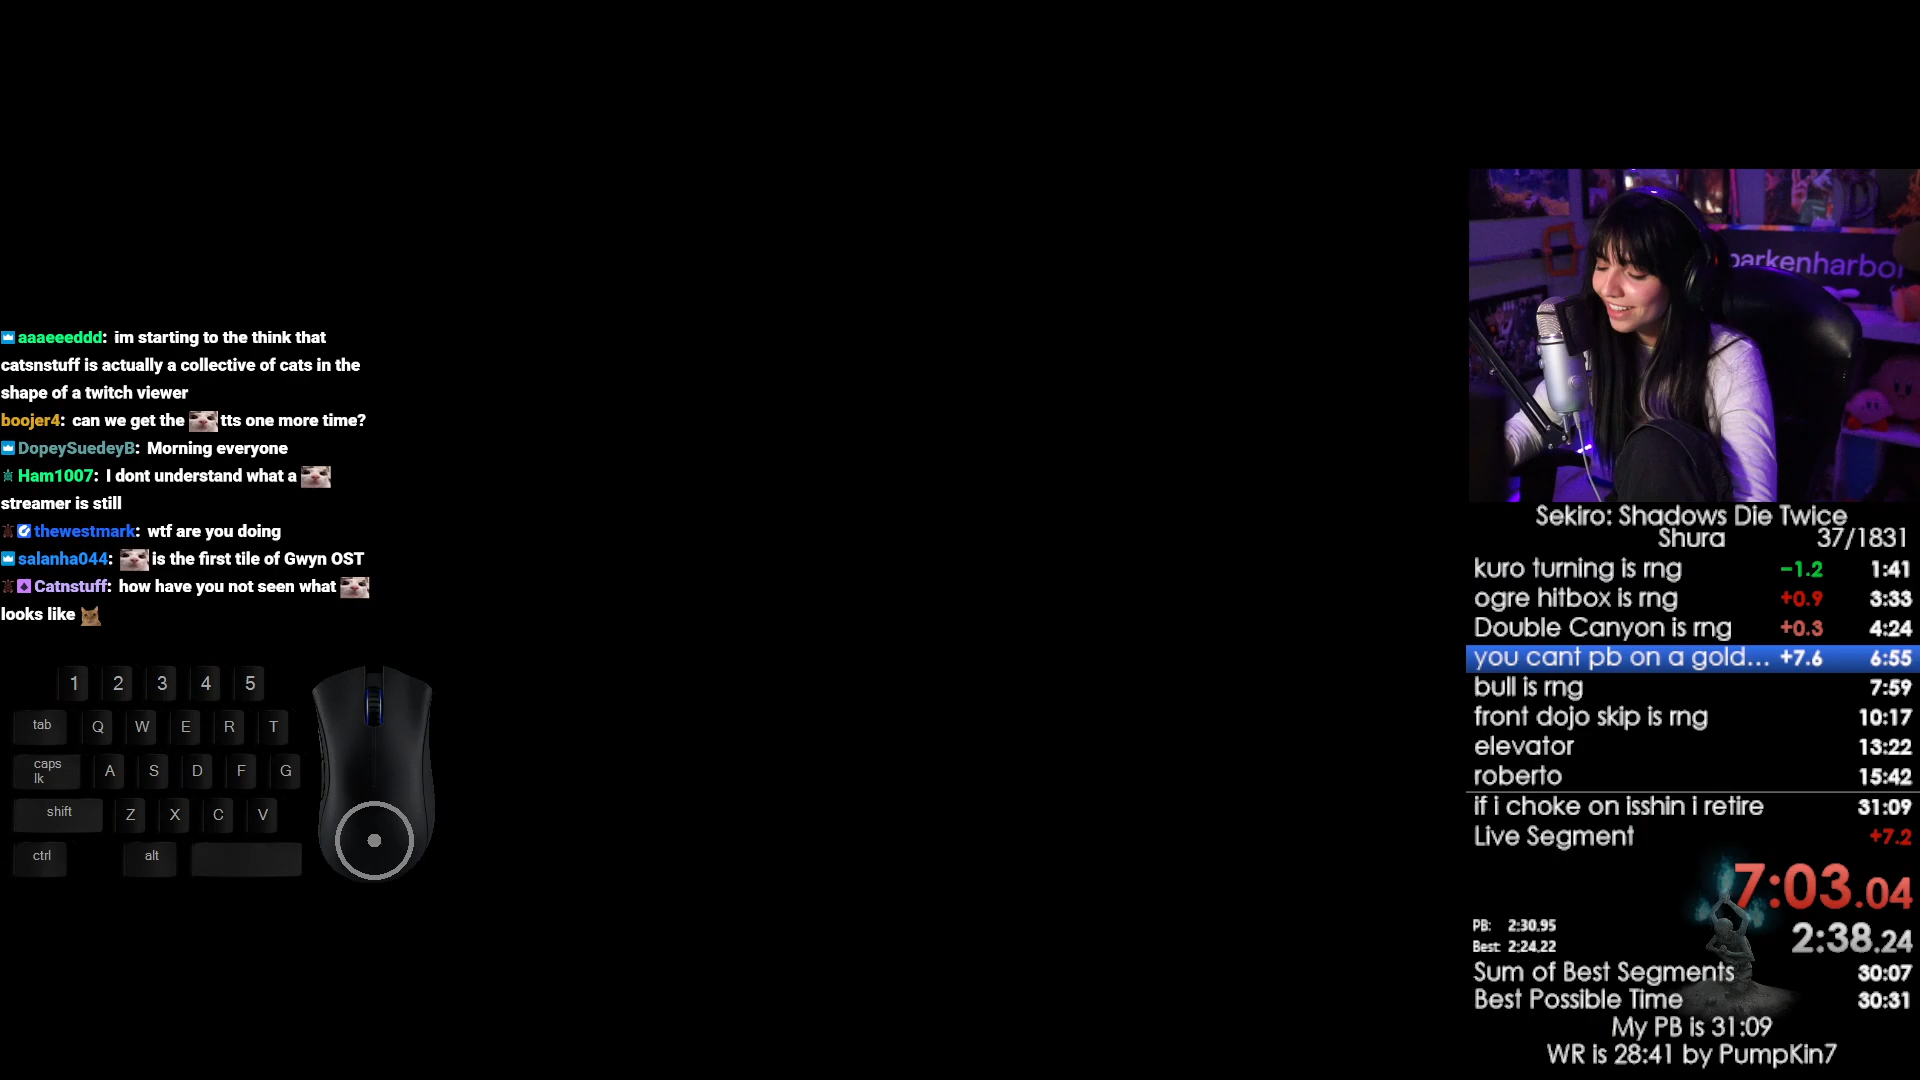 aaaeeeddd: im starting to the think that
catsnstuff is actually a collective of cats in the
shape of a twitch viewer
boojer4: can we get the tts one more time?
DopeySuedeyB: Morning everyone
Ham1007: I dont understand what a
streamer is still
thewestmark: wtf are you doing
salanha044: is the first tile of Gwyn OST
Catnstuff: how have you not seen what
looks like
1 2 3 4 5
tab Q W E R T
caps lk A S D F G
shift Z X C V
ctrl alt
parkenharbor
Sekiro: Shadows Die Twice
Shura 37/1831
kuro turning is rng -1.2 1:41
ogre hitbox is rng +0.9 3:33
Double Canyon is rng +0.3 4:24
you cant pb on a gold... +7.6 6:55
bull is rng 7:59
front dojo skip is rng 10:17
elevator 13:22
roberto 15:42
if i choke on isshin i retire 31:09
Live Segment +7.2
7:03.04
PB: 2:30.95
Best: 2:24.22
2:38.24
Sum of Best Segments 30:07
Best Possible Time 30:31
My PB is 31:09
WR is 28:41 by PumpKin7